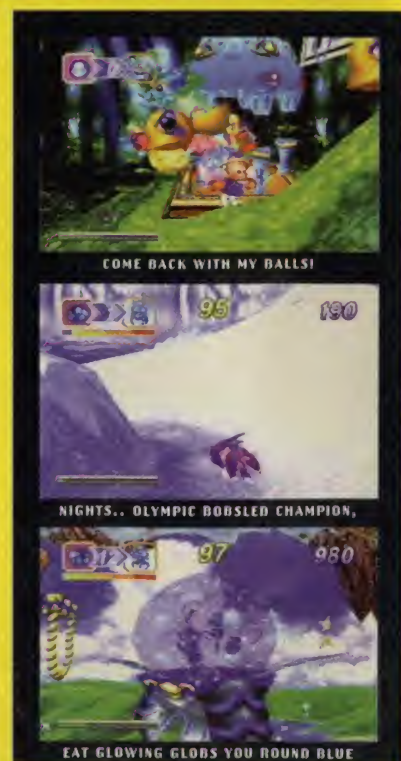 COME BACK WITH MY BALLS!
95 190
NIGHTS.. OLYMPIC BOBSLED CHAMPION,
97 980
EAT GLOWING GLOBS YOU ROUND BLUE